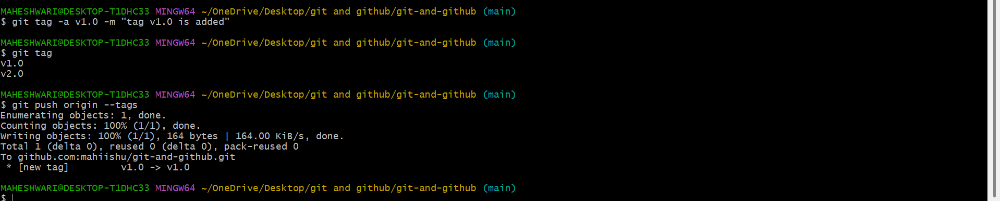 MAHESHWARI@DESKTOP-T1DHC33 MINGW64 ~/OneDrive/Desktop/git and github/git-and-github (main)
$ git tag -a v1.0 -m "tag v1.0 is added"
MAHESHWARI@DESKTOP-T1DHC33 MINGW64 ~/OneDrive/Desktop/git and github/git-and-github (main)
$ git tag
v1.0
v2.0
MAHESHWARI@DESKTOP-T1DHC33 MINGW64 ~/OneDrive/Desktop/git and github/git-and-github (main)
$ git push origin --tags
Enumerating objects: 1, done.
Counting objects: 100% (1/1), done.
Writing objects: 100% (1/1), 164 bytes | 164.00 KiB/s, done.
Total 1 (delta 0), reused 0 (delta 0), pack-reused 0
To github.com:mahiishu/git-and-github.git
 * [new tag]         v1.0 -> v1.0
MAHESHWARI@DESKTOP-T1DHC33 MINGW64 ~/OneDrive/Desktop/git and github/git-and-github (main)
$